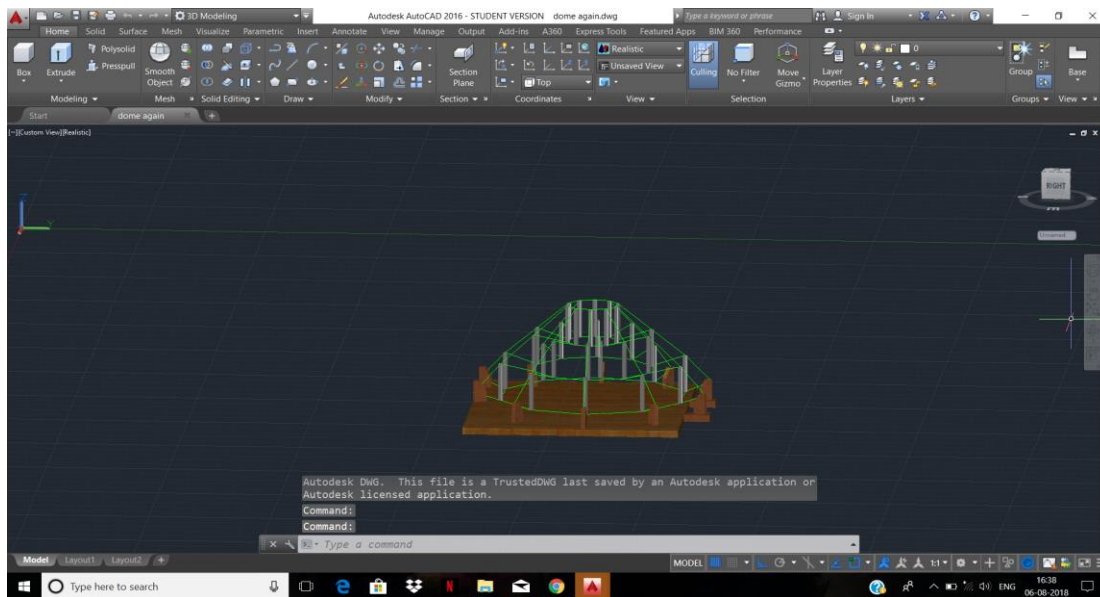 3D Modeling
Autodesk AutoCAD 2016 - STUDENT VERSION dome again.dwg
Type a keyword or phrase
Sign In
Home Solid Surface Mesh Visualize Parametric Insert Annotate View Manage Output Add-ins A360 Express Tools Featured Apps BIM 360 Performance
Box
Extrude
Polysolid
Presspull
Smooth
Object
Section
Plane
Realistic
Unsaved View
Top
Culling
No Filter
Move
Gizmo
Layer
Properties
0
Group
Base
Modeling Mesh Solid Editing Draw Modify Section Coordinates View Selection Layers Groups View
Start dome again
[-][Custom View][Realistic]
RIGHT
Unnamed
Y
Autodesk DWG. This file is a TrustedDWG last saved by an Autodesk application or
Autodesk licensed application.
Command:
Command:
Type a command
Model Layout1 Layout2 +
MODEL
1:1
Type here to search
ENG
16:38
06-08-2018